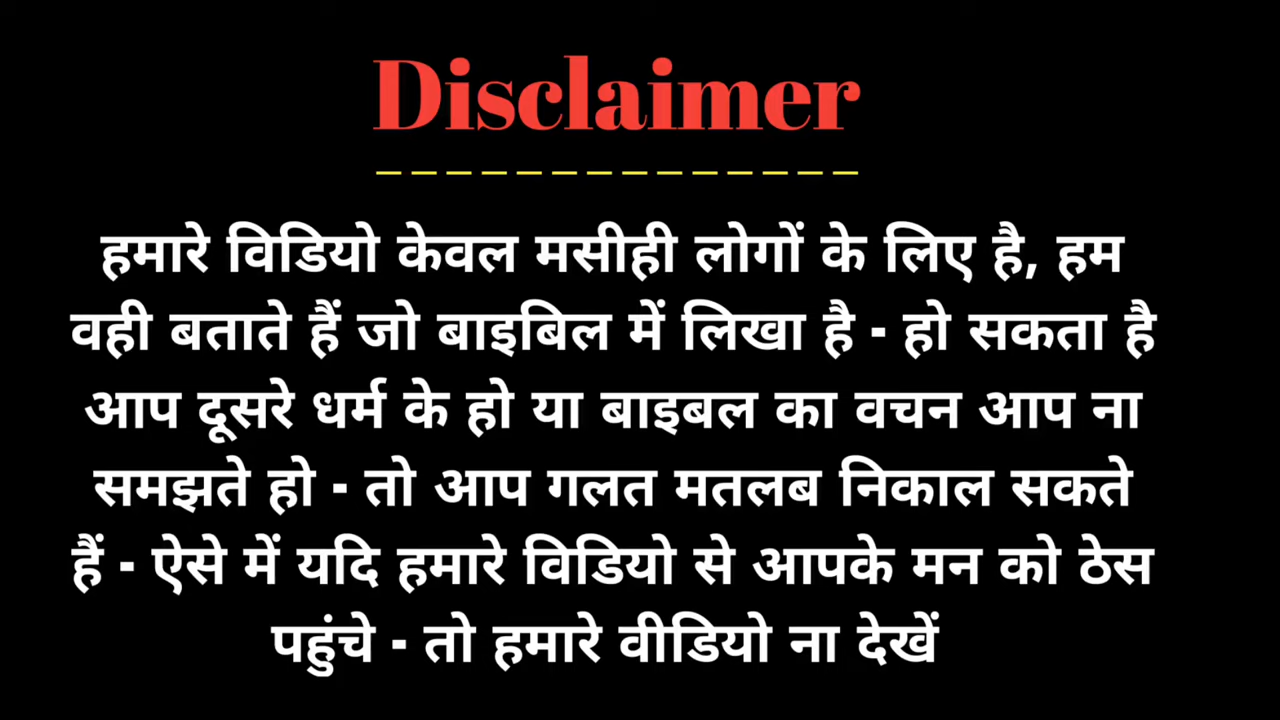 Disclaimer
हमारे विडियो केवल मसीही लोगों के लिए है, हम
वही बताते हैं जो बाइबिल में लिखा है - हो सकता है
आप दूसरे धर्म के हो या बाइबल का वचन आप ना
समझते हो - तो आप गलत मतलब निकाल सकते
हैं - ऐसे में यदि हमारे विडियो से आपके मन को ठेस
पहुंचे - तो हमारे वीडियो ना देखें